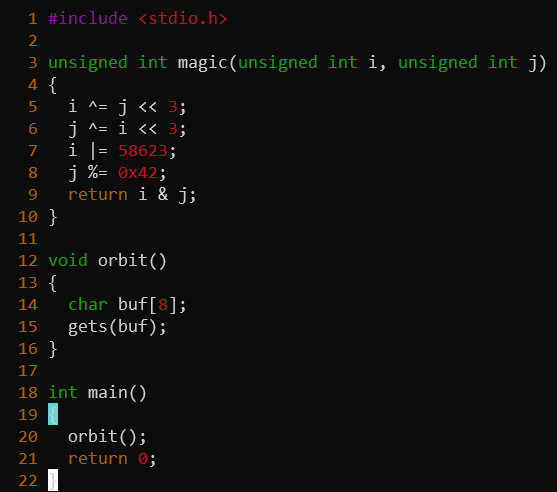 1 #include <stdio.h>
2
3 unsigned int magic(unsigned int i, unsigned int j)
4 {
5   i ^= j << 3;
6   j ^= i << 3;
7   i |= 58623;
8   j %= 0x42;
9   return i & j;
10 }
11
12 void orbit()
13 {
14   char buf[8];
15   gets(buf);
16 }
17
18 int main()
19 {
20   orbit();
21   return 0;
22 }